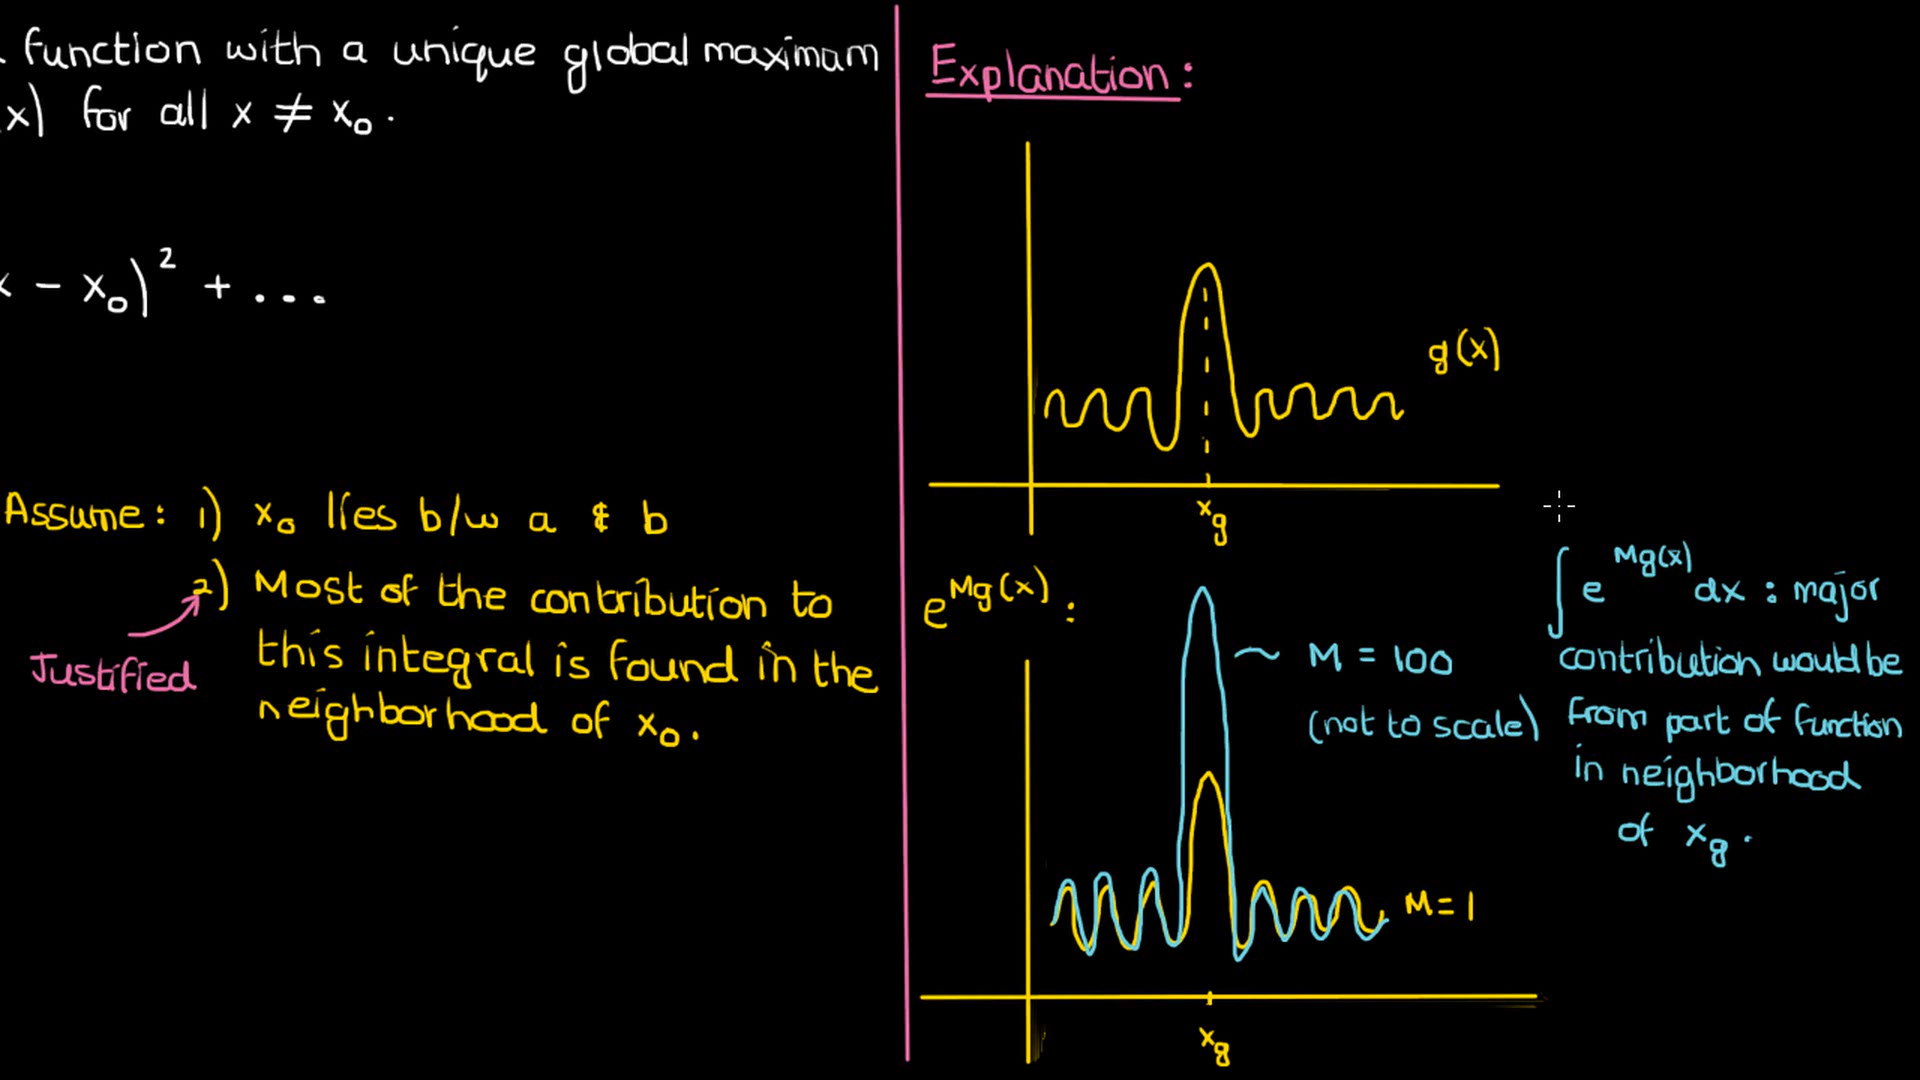 . function with a unique global maximum
x) for all x ≠ x₀.
x - x₀)² + ...
Assume: 1) x₀ lies b/w a & b
2) Most of the contribution to
this integral is found in the
neighborhood of x₀.
Justified
Explanation:
g(x)
x_g
e^{Mg(x)} :
M = 100
(not to scale)
M = 1
x_g
∫ e^{Mg(x)} dx : major
contribution would be
from part of function
in neighborhood
of x_g.